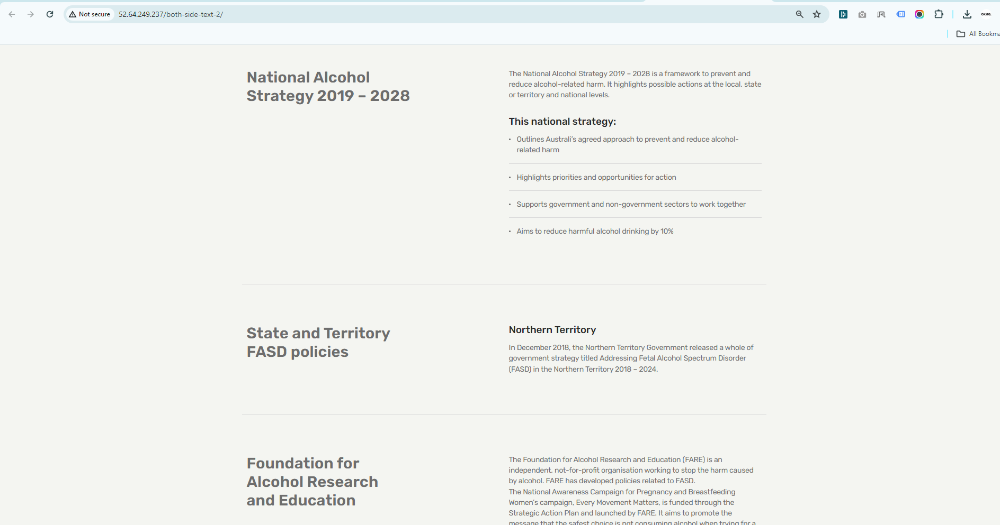 Not secure
52.64.249.237/both-side-text-2/
OKMG.
All Bookma
National Alcohol
Strategy 2019 – 2028
The National Alcohol Strategy 2019 – 2028 is a framework to prevent and
reduce alcohol-related harm. It highlights possible actions at the local, state
or territory and national levels.
This national strategy:
• Outlines Australi’s agreed approach to prevent and reduce alcohol-
related harm
• Highlights priorities and opportunities for action
• Supports government and non-government sectors to work together
• Aims to reduce harmful alcohol drinking by 10%
State and Territory
FASD policies
Northern Territory
In December 2018, the Northern Territory Government released a whole of
government strategy titled Addressing Fetal Alcohol Spectrum Disorder
(FASD) in the Northern Territory 2018 – 2024.
Foundation for
Alcohol Research
and Education
The Foundation for Alcohol Research and Education (FARE) is an
independent, not-for-profit organisation working to stop the harm caused
by alcohol. FARE has developed policies related to FASD.
The National Awareness Campaign for Pregnancy and Breastfeeding
Women’s campaign, Every Movement Matters, is funded through the
Strategic Action Plan and launched by FARE. It aims to promote the
message that the safest choice is not consuming alcohol when trying for a